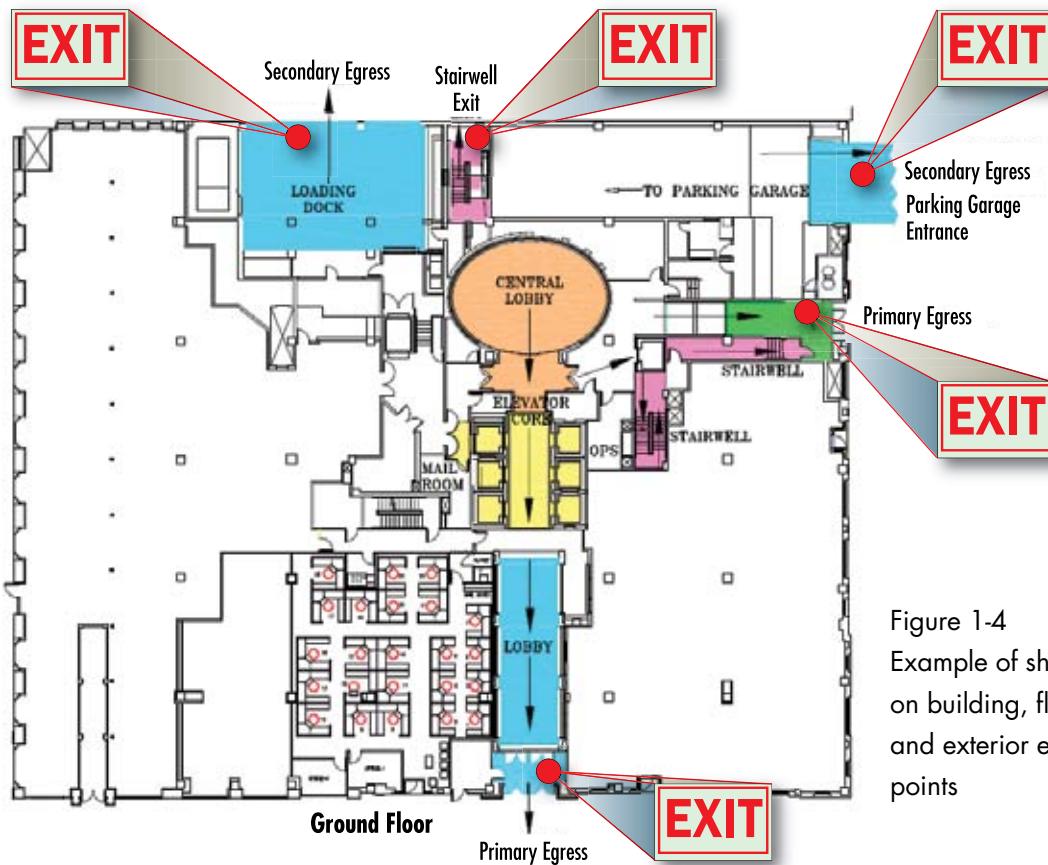 EXIT
EXIT
EXIT
Secondary Egress
Stairwell
Exit
LOADING
DOCK
TO PARKING GARAGE
Secondary Egress
Parking Garage
Entrance
CENTRAL
LOBBY
Primary Egress
STAIRWELL
EXIT
ELEVATOR
CORE
STAIRWELL
OPS
MAIL
ROOM
LOBBY
Figure 1-4
Example of sh
on building, fl
and exterior e
points
Ground Floor
EXIT
Primary Egress